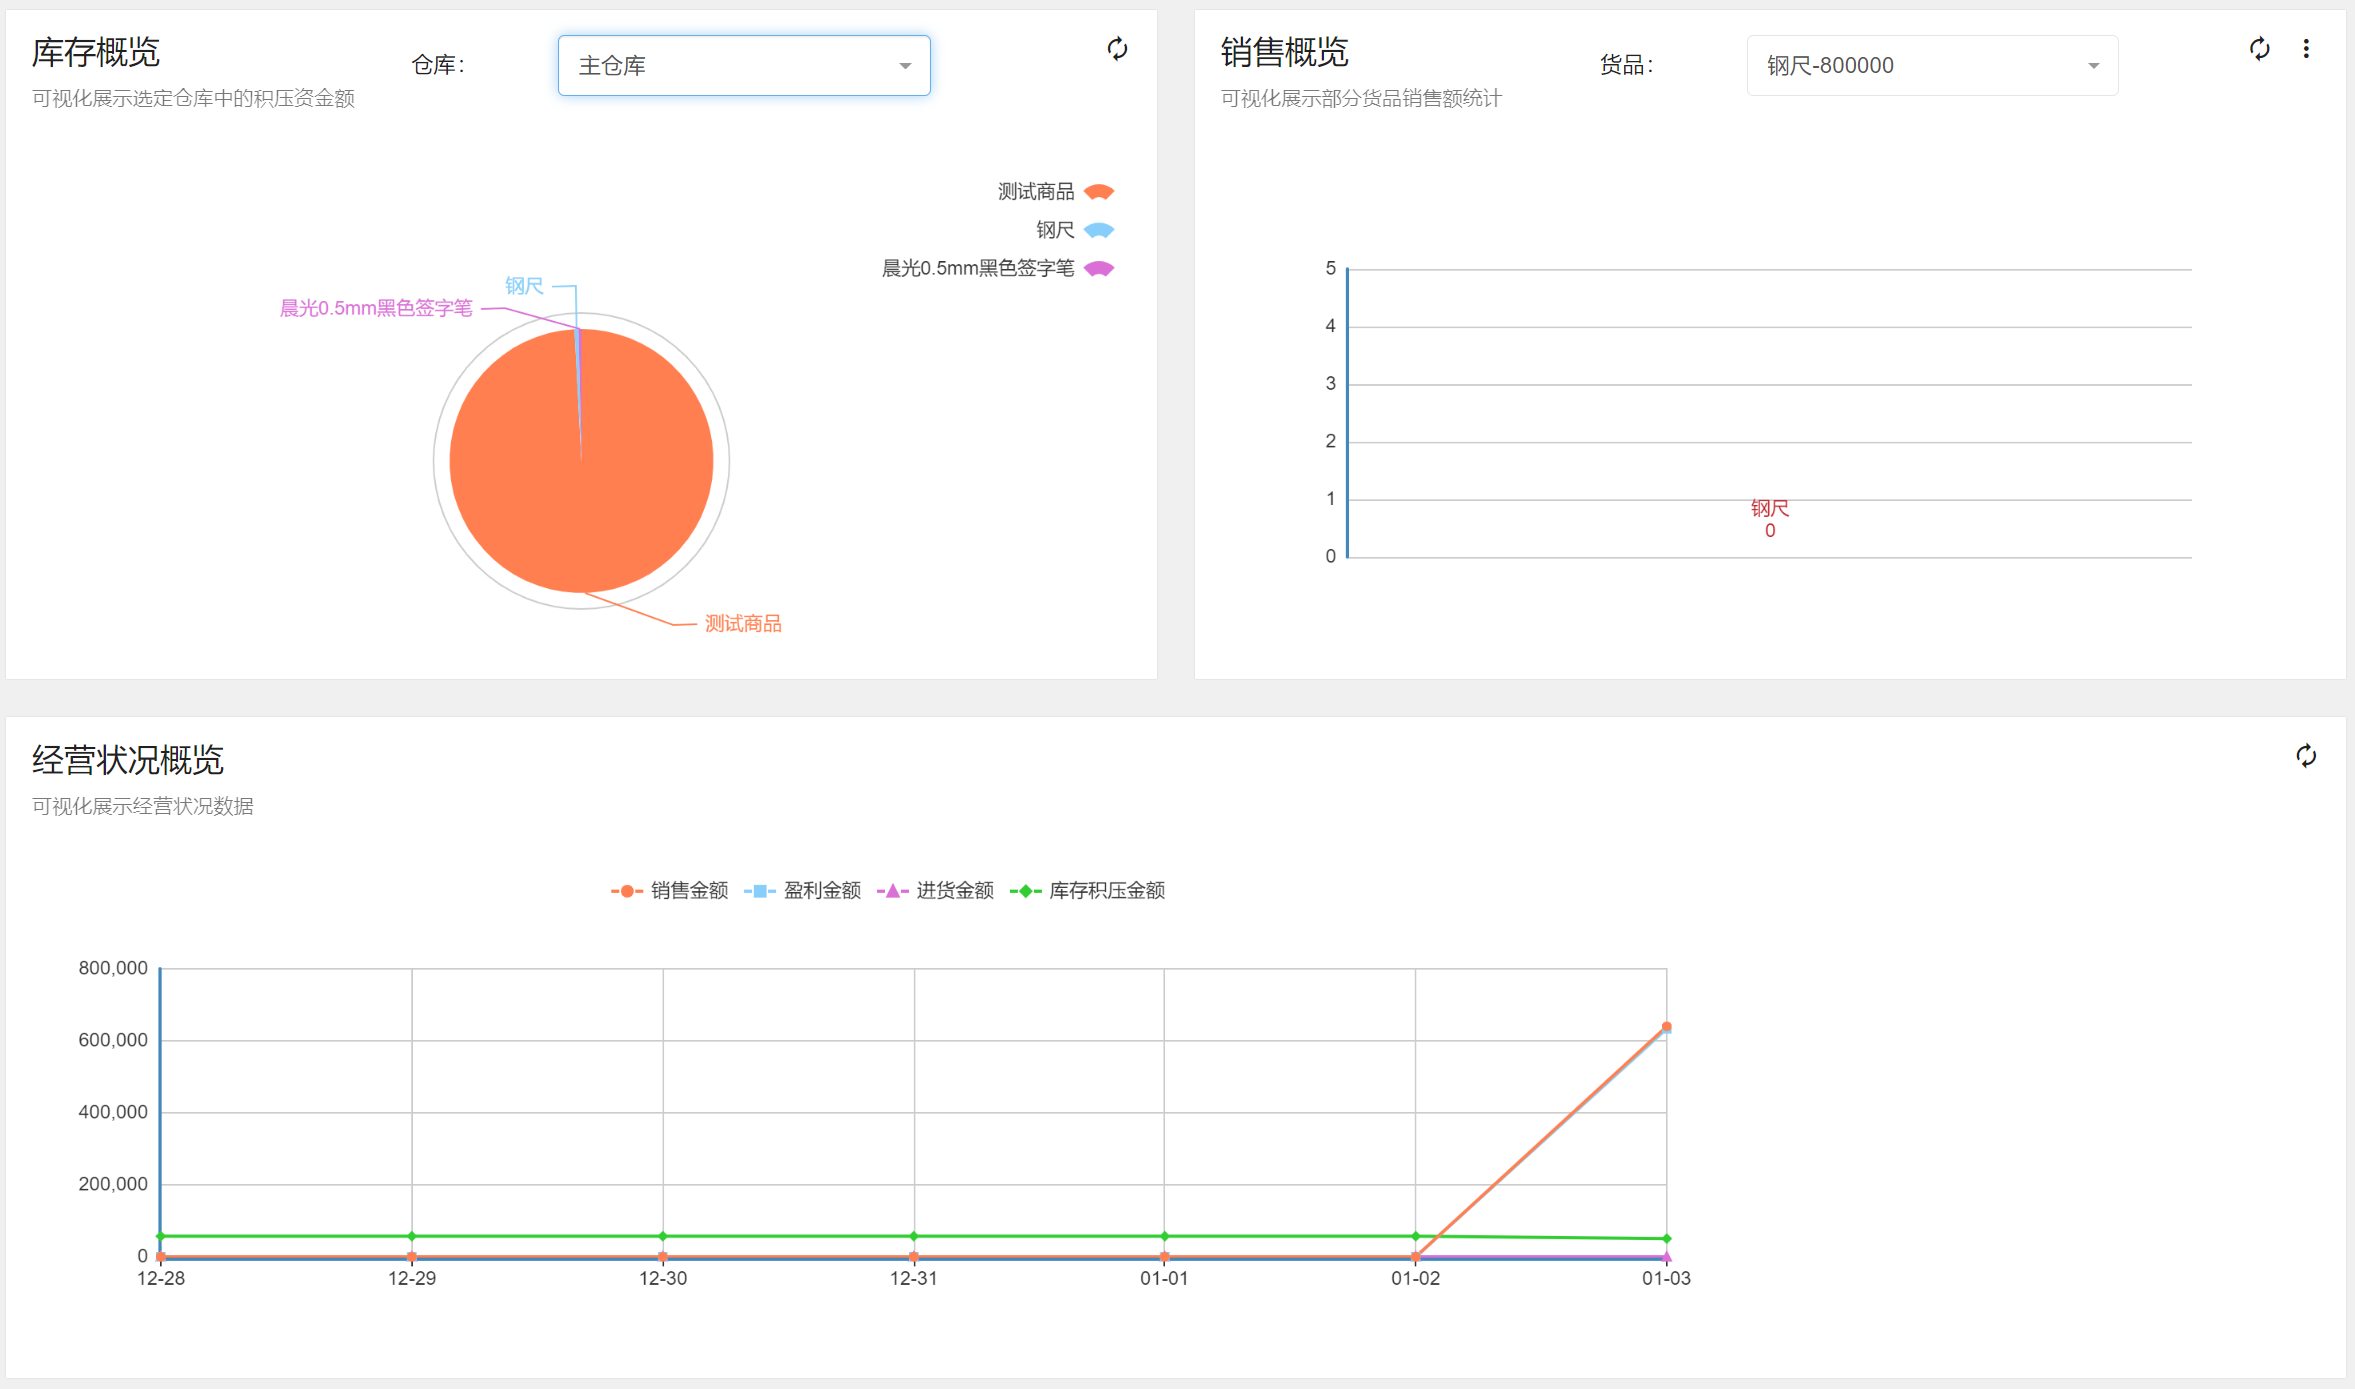 库存概览
可视化展示选定仓库中的积压资金额
仓库：
主仓库
测试商品
钢尺
晨光0.5mm黑色签字笔
钢尺
晨光0.5mm黑色签字笔
测试商品
销售概览
可视化展示部分货品销售额统计
货品：
钢尺-800000
5
4
3
2
1
0
钢尺
0
经营状况概览
可视化展示经营状况数据
销售金额 盈利金额 进货金额 库存积压金额
800,000
600,000
400,000
200,000
0
12-28 12-29 12-30 12-31 01-01 01-02 01-03